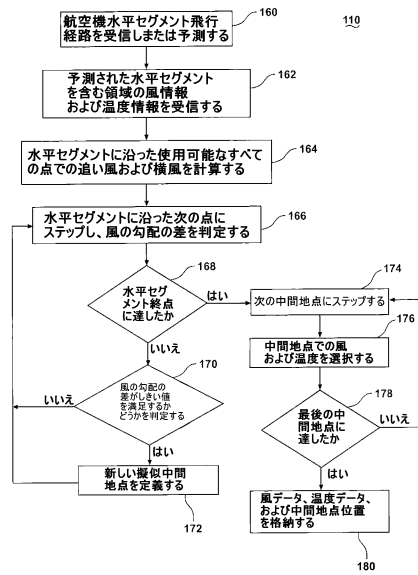 航空機水平セグメント飛行
経路を受信しまたは予測する
160
110
予測された水平セグメント
を含む領域の風情報
および温度情報を受信する
162
水平セグメントに沿った使用可能なすべて
の点での追い風および横風を計算する
164
水平セグメントに沿った次の点に
ステップし、風の勾配の差を判定する
166
168
水平セグ
メント終点
に達したか
はい
いいえ
170
風の勾配の
差がしきい値
を満足するか
どうかを判定する
いいえ
はい
新しい擬似中間
地点を定義する
172
174
次の中間地点にステップする
176
中間地点での風
および温度を選択する
178
最後の中
間地点に
達したか
いいえ
はい
風データ、温度データ、
および中間地点位置
を格納する
180